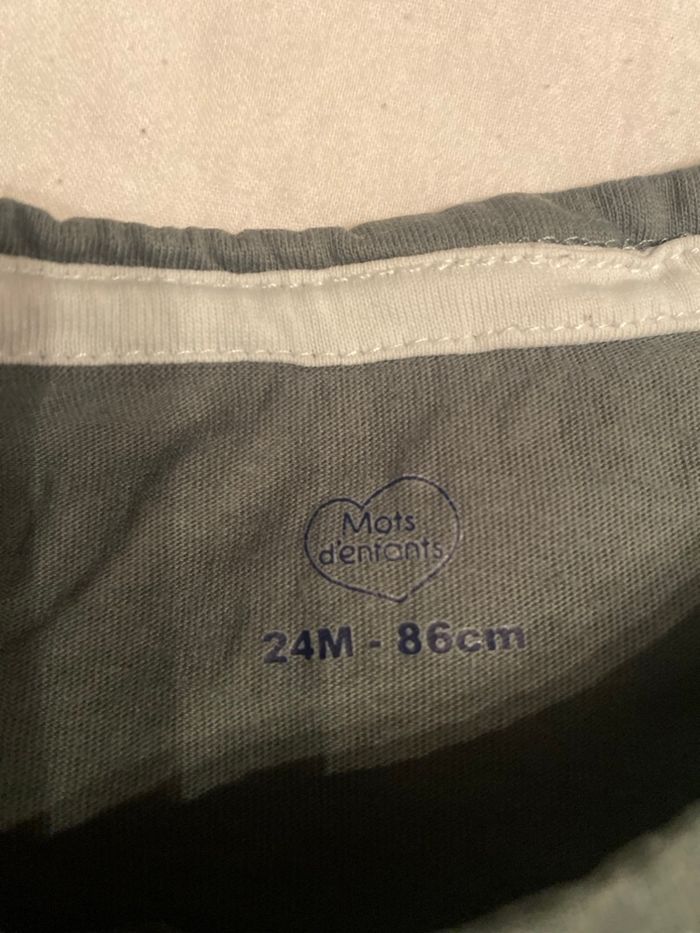 Mots
d'enfants
24M - 86cm